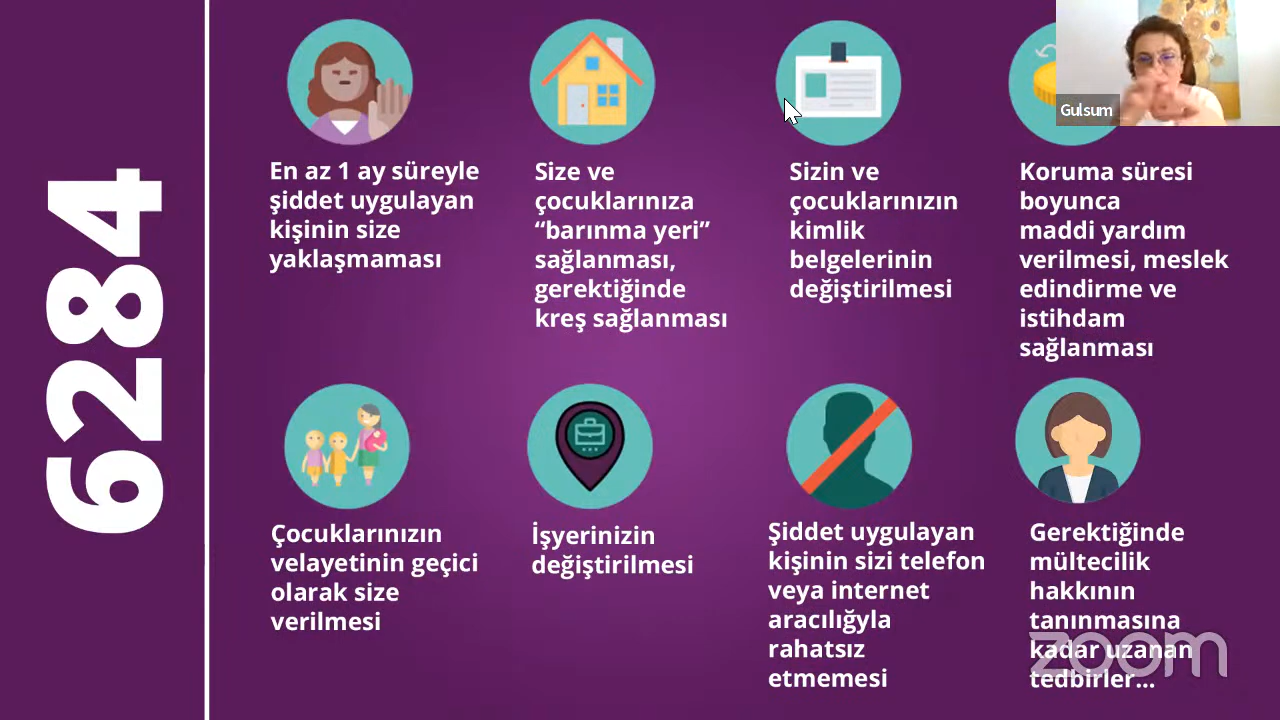 6284
En az 1 ay süreyle
şiddet uygulayan
kişinin size
yaklaşmaması
Size ve
çocuklarınıza
“barınma yeri”
sağlanması,
gerektiğinde
kreş sağlanması
Sizin ve
çocuklarınızın
kimlik
belgelerinin
değiştirilmesi
Gulsum
Koruma süresi
boyunca
maddi yardım
verilmesi, meslek
edindirme ve
istihdam
sağlanması
Çocuklarınızın
velayetinin geçici
olarak size
verilmesi
İşyerinizin
değiştirilmesi
Şiddet uygulayan
kişinin sizi telefon
veya internet
aracılığyla
rahatsız
etmemesi
Gerektiğinde
mültecilik
hakkının
tanınmasına
kadar uzanan
tedbirler...
zoom